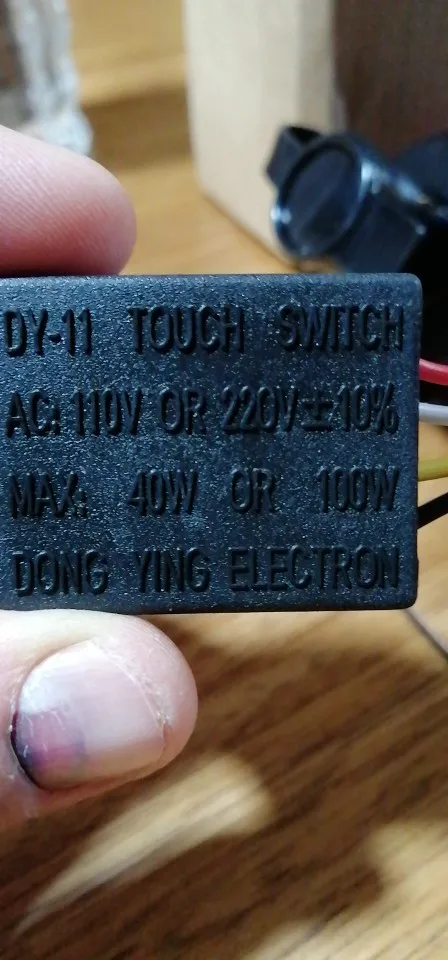 DY-11 TOUCH SWITCH
AC: 110V OR 220V±10%
MAX: 40W OR 100W
DONG YING ELECTRON